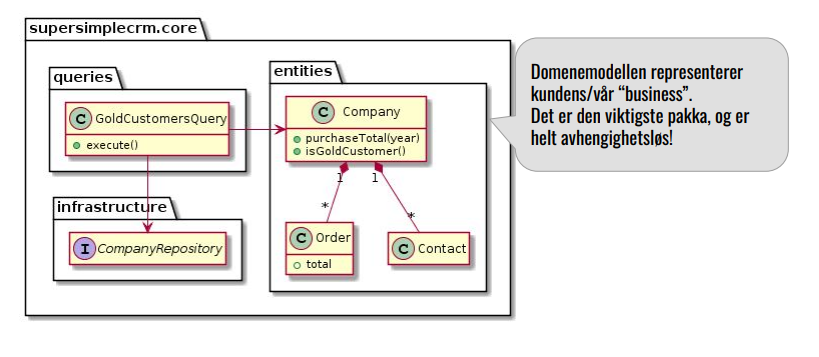 supersimplecrm.core
queries
C GoldCustomersQuery
execute()
infrastructure
I CompanyRepository
entities
C Company
purchaseTotal(year)
isGoldCustomer()
1 1
* *
C Order
total
C Contact
Domenemodellen representerer
kundens/vår “business”.
Det er den viktigste pakka, og er
helt avhengighetsløs!